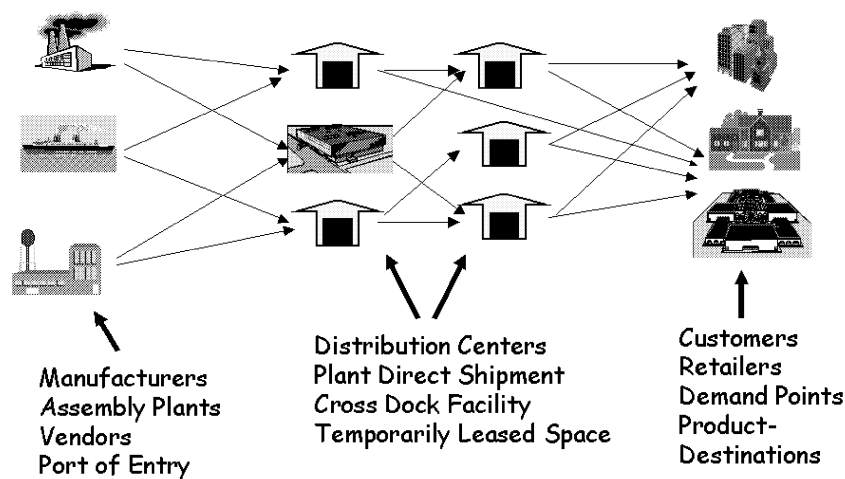 Manufacturers
Assembly Plants
Vendors
Port of Entry
Distribution Centers
Plant Direct Shipment
Cross Dock Facility
Temporarily Leased Space
Customers
Retailers
Demand Points
Product-
Destinations